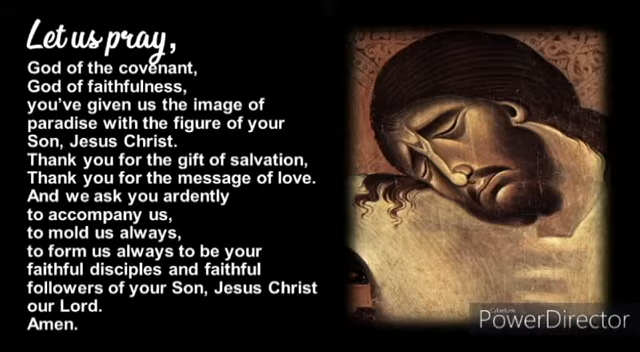 Let us pray,
God of the covenant,
God of faithfulness,
you've given us the image of
paradise with the figure of your
Son, Jesus Christ.
Thank you for the gift of salvation,
Thank you for the message of love.
And we ask you ardently
to accompany us,
to mold us always,
to form us always to be your
faithful disciples and faithful
followers of your Son, Jesus Christ
our Lord.
Amen.
CyberLink
PowerDirector